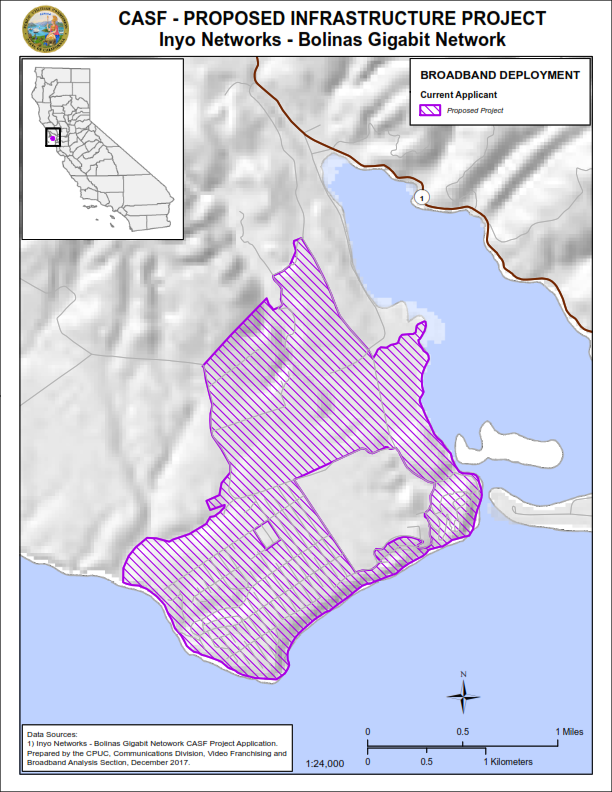 CASF - PROPOSED INFRASTRUCTURE PROJECT
Inyo Networks - Bolinas Gigabit Network
BROADBAND DEPLOYMENT
Current Applicant
Proposed Project
1
N
Data Sources:
1) Inyo Networks - Bolinas Gigabit Netowork CASF Project Application.
Prepared by the CPUC, Communications Division, Video Franchising and
Broadband Analysis Section, December 2017.
1:24,000
0 0.5 1 Miles
0 0.5 1 Kilometers